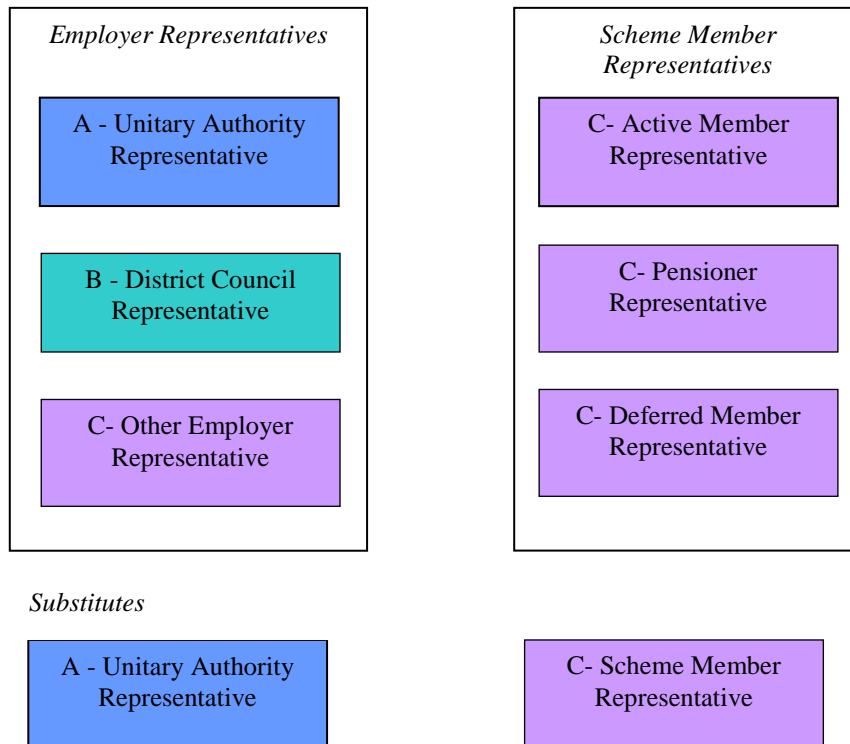 Employer Representatives
A - Unitary Authority
Representative
B - District Council
Representative
C- Other Employer
Representative
Scheme Member
Representatives
C- Active Member
Representative
C- Pensioner
Representative
C- Deferred Member
Representative
Substitutes
A - Unitary Authority
Representative
C- Scheme Member
Representative